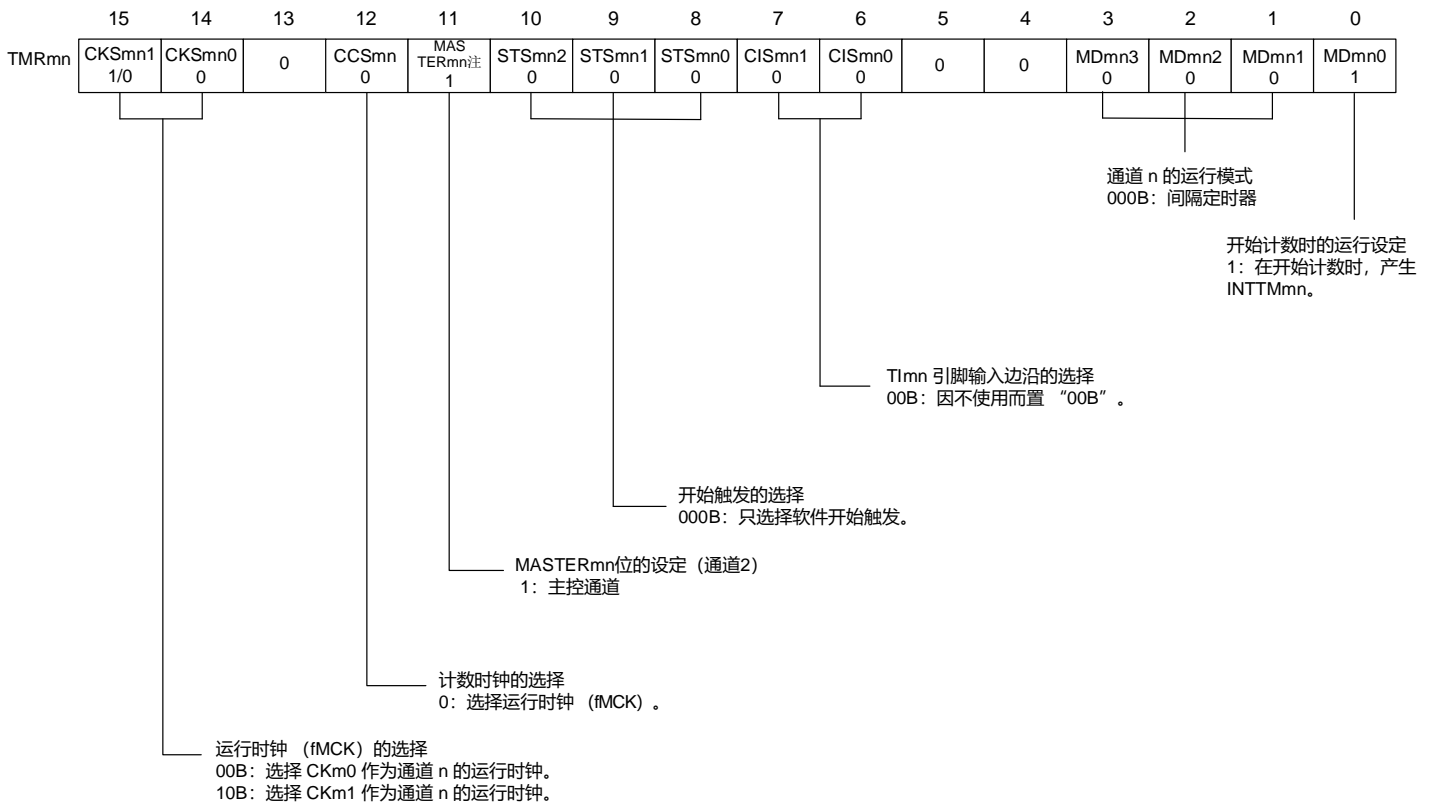 15 14 13 12 11 10 9 8 7 6 5 4 3 2 1 0
TMRmn CKSmn1 CKSmn0 0 CCSmn MAS STSmn2 STSmn1 STSmn0 CISmn1 CISmn0 0 0 MDmn3 MDmn2 MDmn1 MDmn0
TERmn注
1/0 0 0 1 0 0 0 0 0 0 0 0 1
通道 n 的运行模式
000B：间隔定时器
开始计数时的运行设定
1：在开始计数时，产生
INTTMmn。
TImn 引脚输入边沿的选择
00B：因不使用而置 “00B”。
开始触发的选择
000B：只选择软件开始触发。
MASTERmn位的设定（通道2）
1：主控通道
计数时钟的选择
0：选择运行时钟 （fMCK）。
运行时钟 （fMCK）的选择
00B：选择 CKm0 作为通道 n 的运行时钟。
10B：选择 CKm1 作为通道 n 的运行时钟。